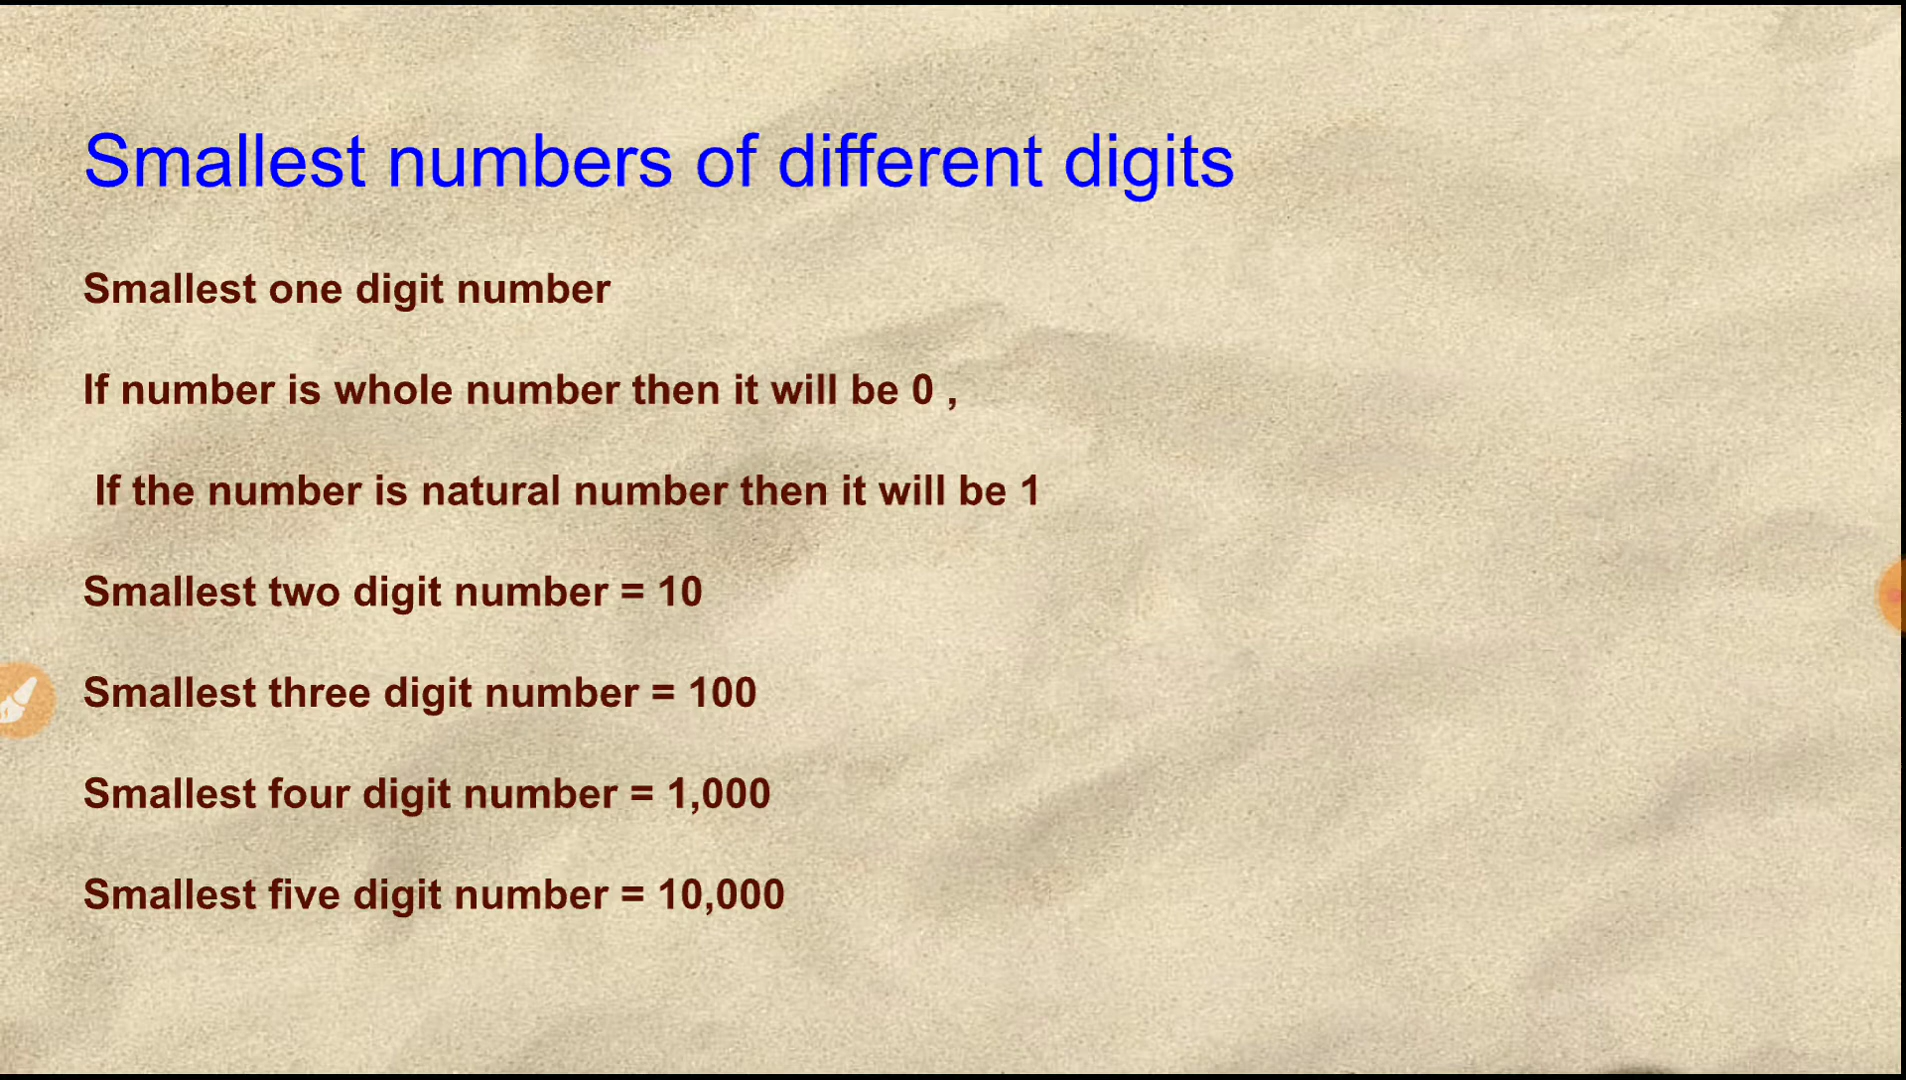 Smallest numbers of different digits
Smallest one digit number
If number is whole number then it will be 0 ,
If the number is natural number then it will be 1
Smallest two digit number = 10
Smallest three digit number = 100
Smallest four digit number = 1,000
Smallest five digit number = 10,000